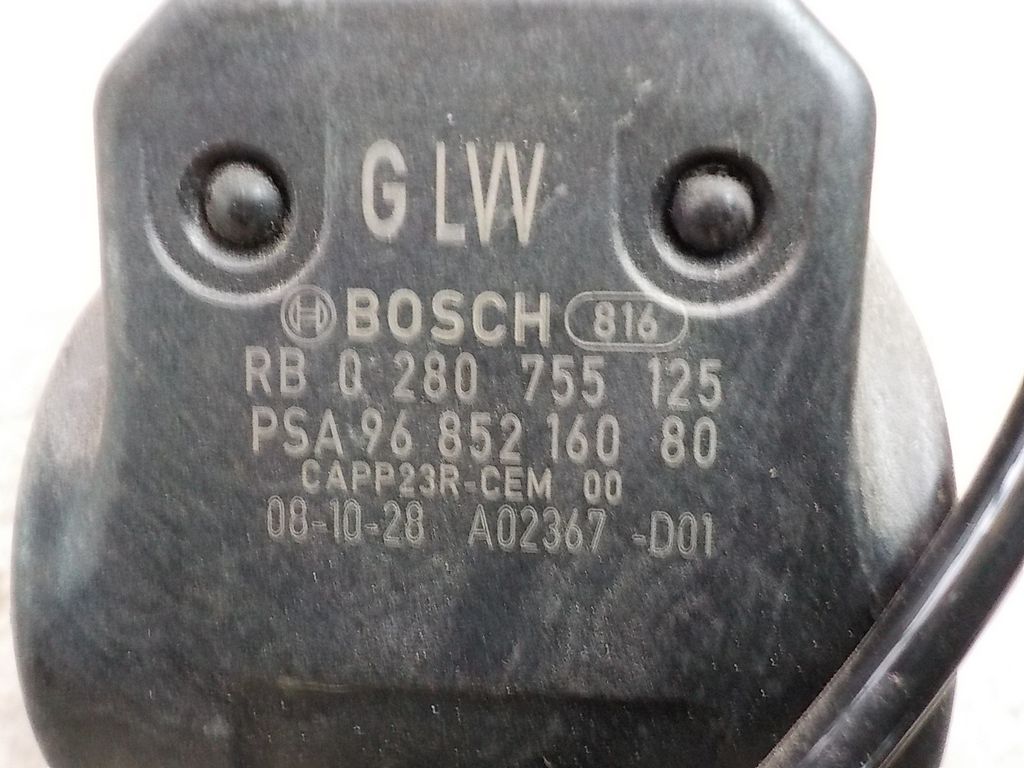 G LVV
BOSCH 816
RB 0 280 755 125
PSA 96 852 160 80
CAPP23R-CEM 00
08-10-28 A02367 -D01